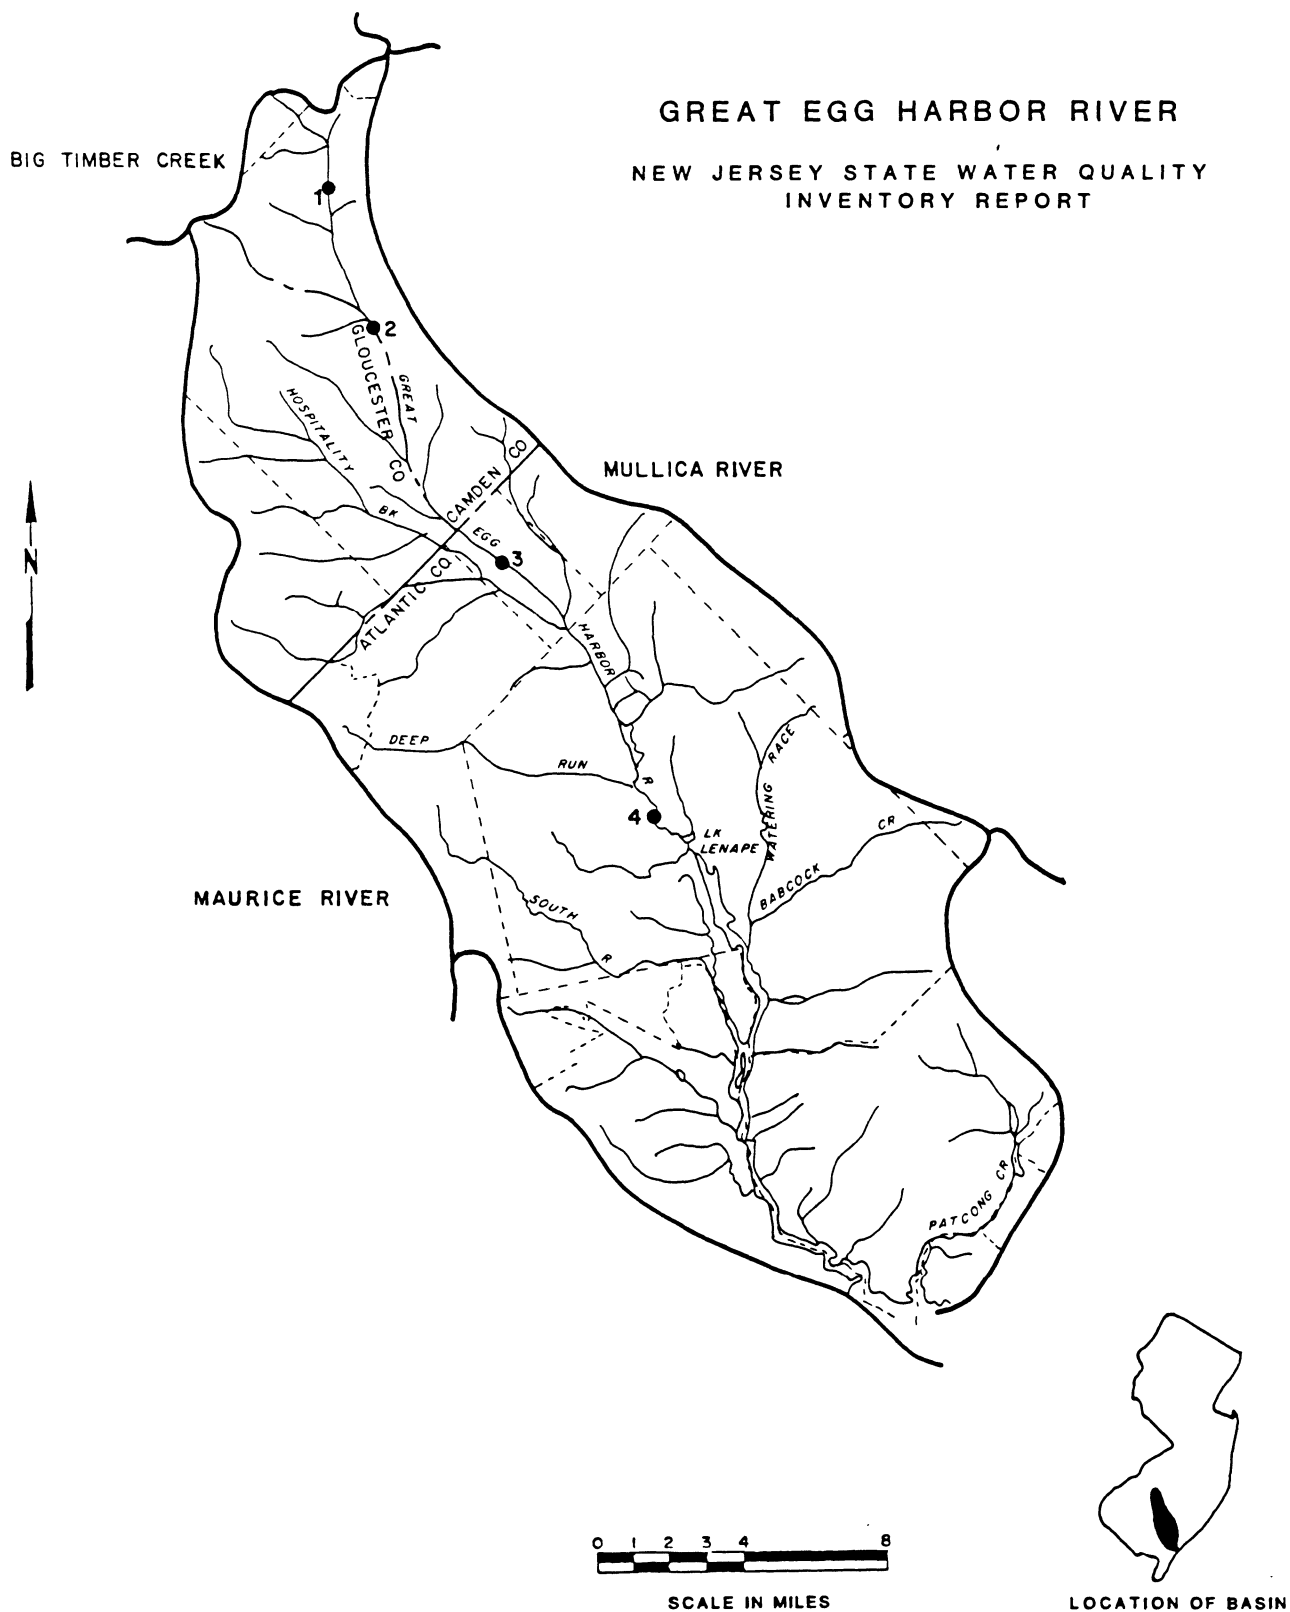 GREAT EGG HARBOR RIVER
NEW JERSEY STATE WATER QUALITY
INVENTORY REPORT
BIG TIMBER CREEK
1
2
GLOUCESTER CO
GREAT
HOSPITALITY
BK
CAMDEN CO
MULLICA RIVER
N
EGG
3
ATLANTIC CO
HARBOR
DEEP
RUN
R
RACE
WATERING
4
LK
LENAPE
CR
BABCOCK
MAURICE RIVER
SOUTH
R
PATCONG CR
0 1 2 3 4 8
SCALE IN MILES
LOCATION OF BASIN